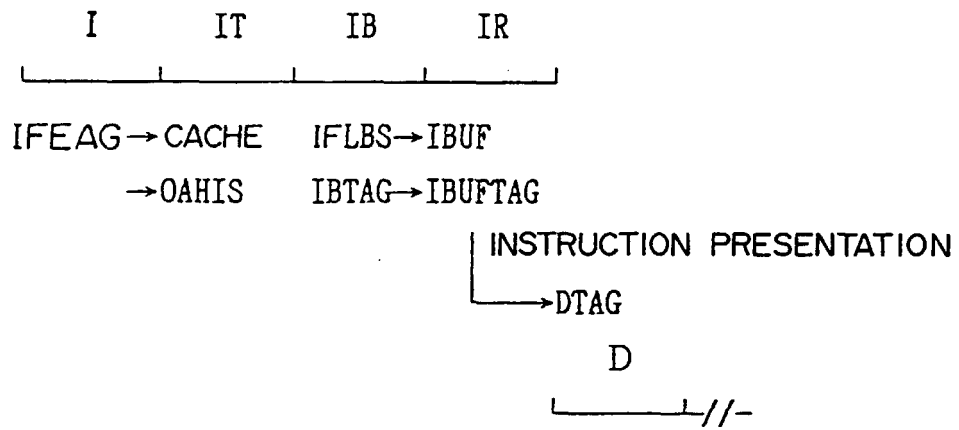 I IT IB IR
IFEAG→CACHE IFLBS→IBUF
→OAHIS IBTAG→IBUFTAG
INSTRUCTION PRESENTATION
→DTAG
D